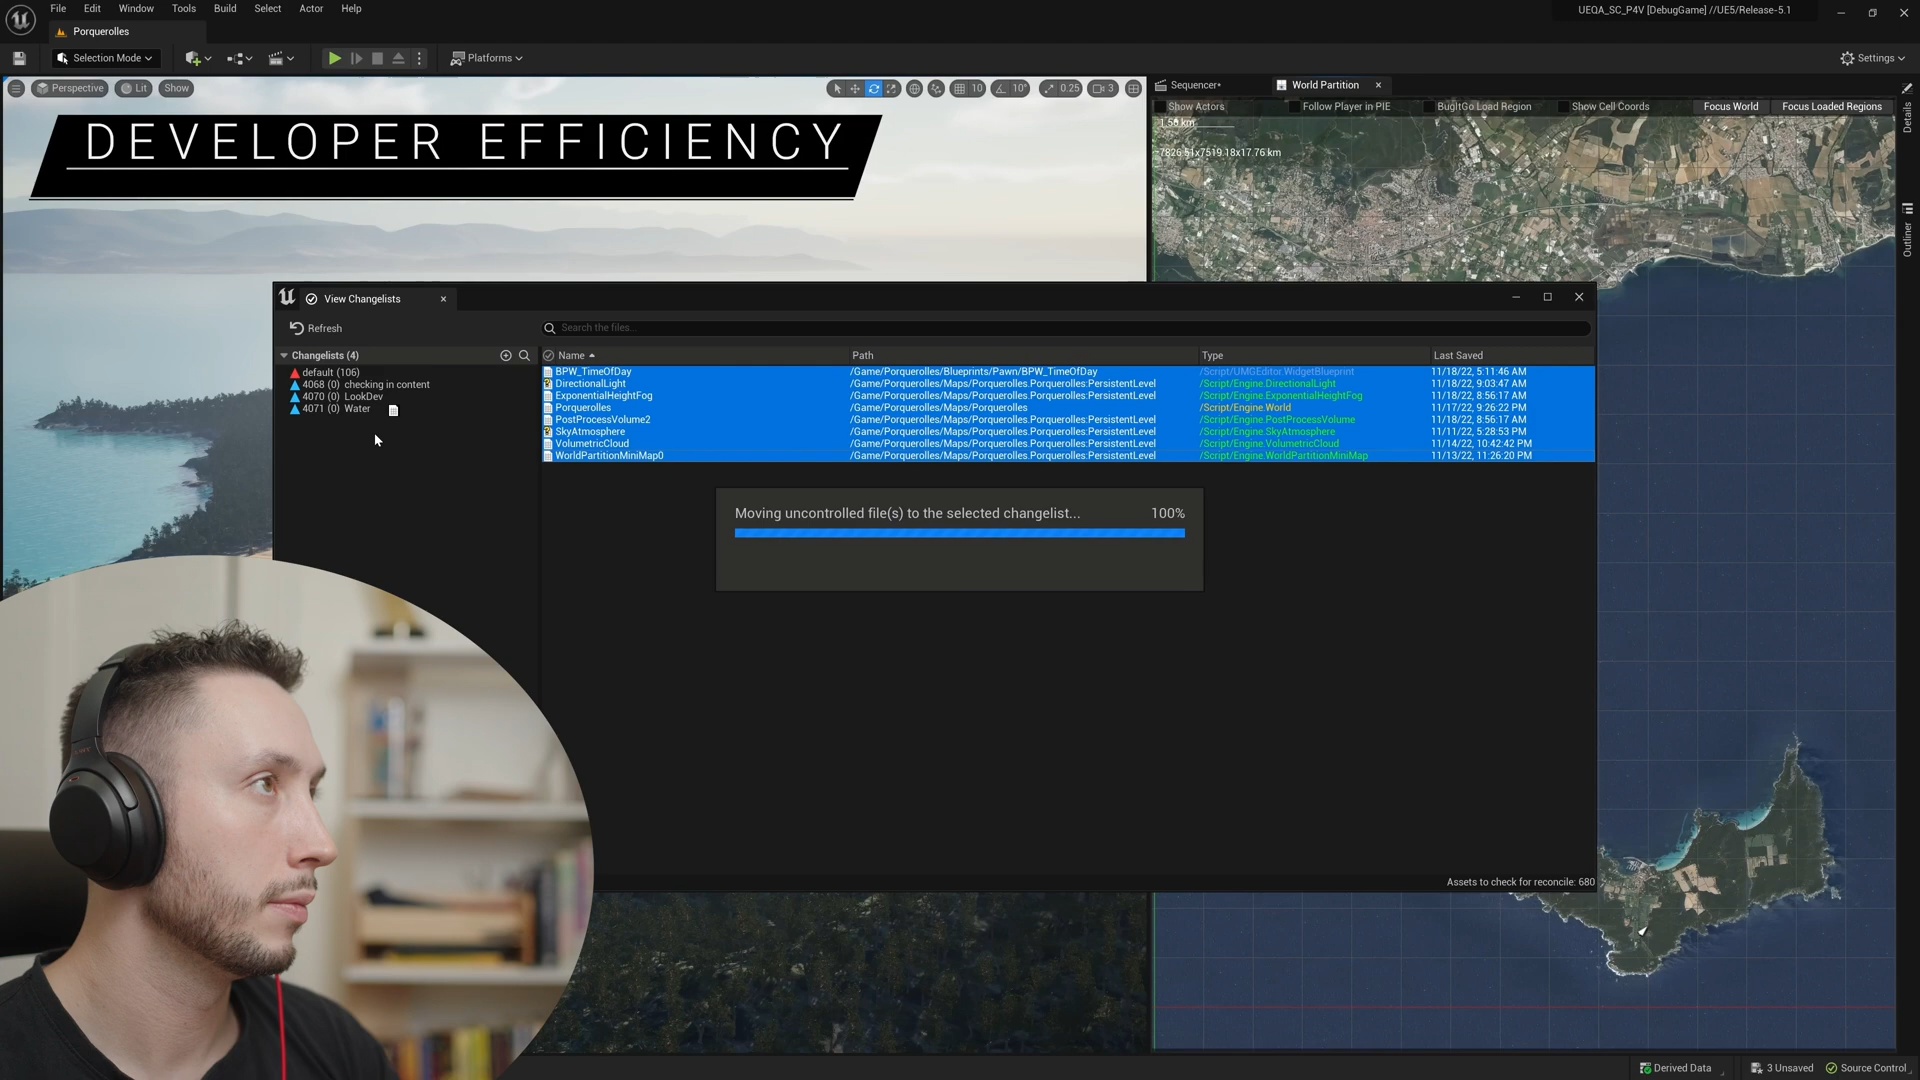 File Edit Window Tools Build Select Actor Help
UEQA_SC_P4V [DebugGame] //UE5/Release-5.1
Porquerolles
Selection Mode
Platforms
Settings
Perspective Lit Show
10 10° 0.25 3
Sequencer* World Partition
Show Actors Follow Player in PIE BugItGo Load Region Show Cell Coords Focus World Focus Loaded Regions
1.50 km
-7826.51x7519.18x17.76 km
Details
Outliner
DEVELOPER EFFICIENCY
View Changelists
Refresh
Search the files...
Changelists (4)
default (106)
4068 (0) checking in content
4070 (0) LookDev
4071 (0) Water
Name Path Type Last Saved
BPW_TimeOfDay /Game/Porquerolles/Blueprints/Pawn/BPW_TimeOfDay /Script/UMGEditor.WidgetBlueprint 11/18/22, 5:11:46 AM
DirectionalLight /Game/Porquerolles/Maps/Porquerolles.Porquerolles:PersistentLevel /Script/Engine.DirectionalLight 11/18/22, 9:03:47 AM
ExponentialHeightFog /Game/Porquerolles/Maps/Porquerolles.Porquerolles:PersistentLevel /Script/Engine.ExponentialHeightFog 11/18/22, 8:56:17 AM
Porquerolles /Game/Porquerolles/Maps/Porquerolles /Script/Engine.World 11/17/22, 9:26:22 PM
PostProcessVolume2 /Game/Porquerolles/Maps/Porquerolles.Porquerolles:PersistentLevel /Script/Engine.PostProcessVolume 11/18/22, 8:56:17 AM
SkyAtmosphere /Game/Porquerolles/Maps/Porquerolles.Porquerolles:PersistentLevel /Script/Engine.SkyAtmosphere 11/11/22, 5:28:53 PM
VolumetricCloud /Game/Porquerolles/Maps/Porquerolles.Porquerolles:PersistentLevel /Script/Engine.VolumetricCloud 11/14/22, 10:42:42 PM
WorldPartitionMiniMap0 /Game/Porquerolles/Maps/Porquerolles.Porquerolles:PersistentLevel /Script/Engine.WorldPartitionMiniMap 11/13/22, 11:26:20 PM
Moving uncontrolled file(s) to the selected changelist... 100%
Assets to check for reconcile: 680
Derived Data 3 Unsaved Source Control